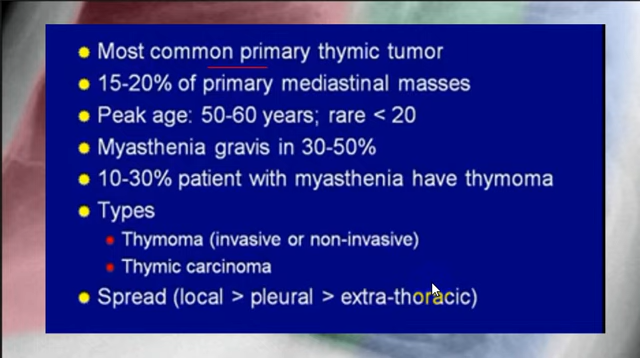 Most common primary thymic tumor
15-20% of primary mediastinal masses
Peak age: 50-60 years; rare < 20
Myasthenia gravis in 30-50%
10-30% patient with myasthenia have thymoma
Types
Thymoma (invasive or non-invasive)
Thymic carcinoma
Spread (local > pleural > extra-thoracic)